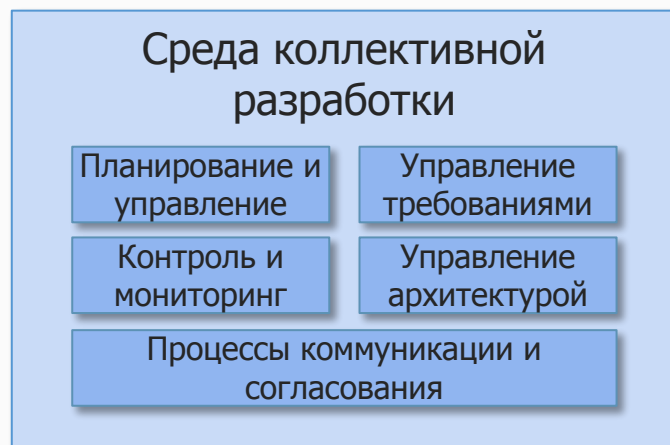 Среда коллективной
разработки
Планирование и
управление
Управление
требованиями
Контроль и
мониторинг
Управление
архитектурой
Процессы коммуникации и
согласования